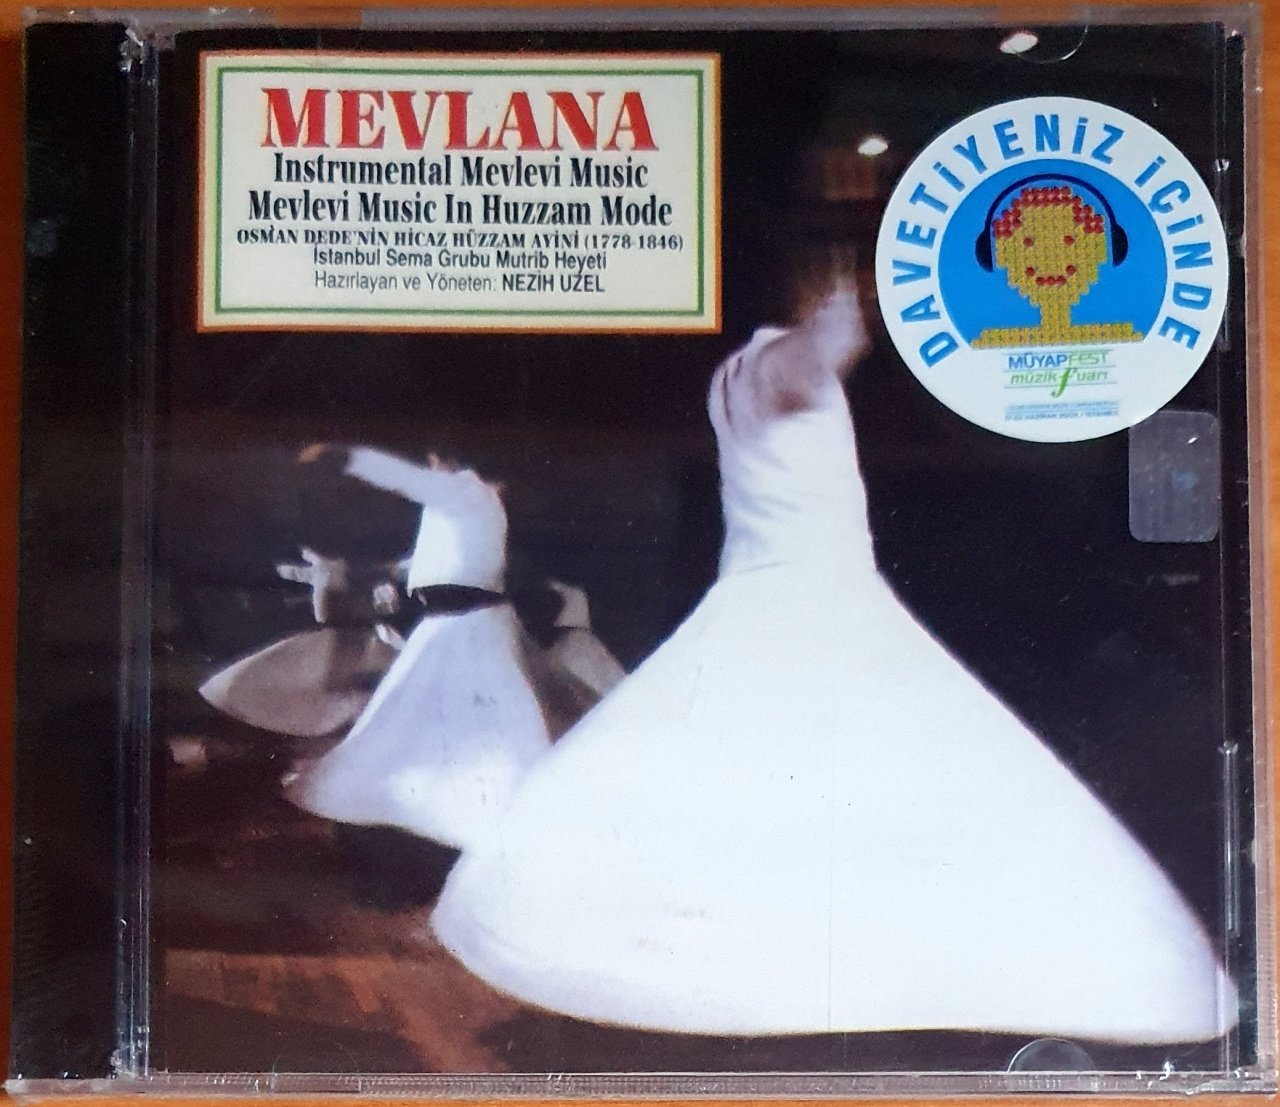 MEVLANA
Instrumental Mevlevi Music
Mevlevi Music In Huzzam Mode
OSMAN DEDE'NİN HİCAZ HÜZZAM AYİNİ (1778-1846)
İstanbul Sema Grubu Mutrib Heyeti
Hazırlayan ve Yöneten: NEZİH UZEL
DAVETİYENİZ İÇİNDE
MÜYAPFEST
müzik fuarı